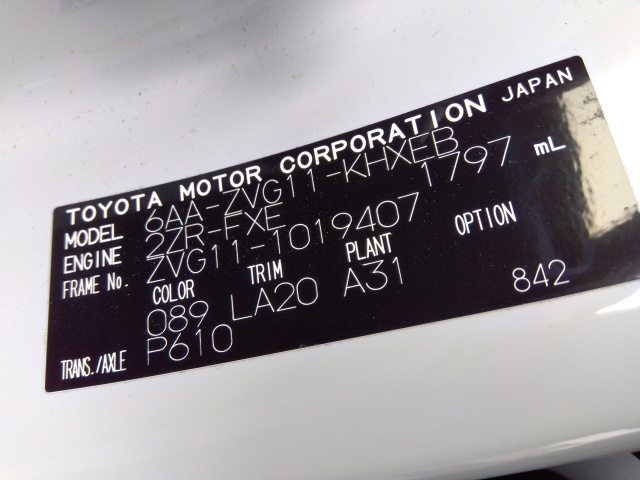 TOYOTA MOTOR CORPORATION JAPAN
MODEL 6AA-ZVG11-KHXEB
ENGINE 2ZR-FXE 1797 mL
FRAME No. ZVG11-1019407
COLOR TRIM PLANT OPTION
089 LA20 A31 842
TRANS./AXLE P610